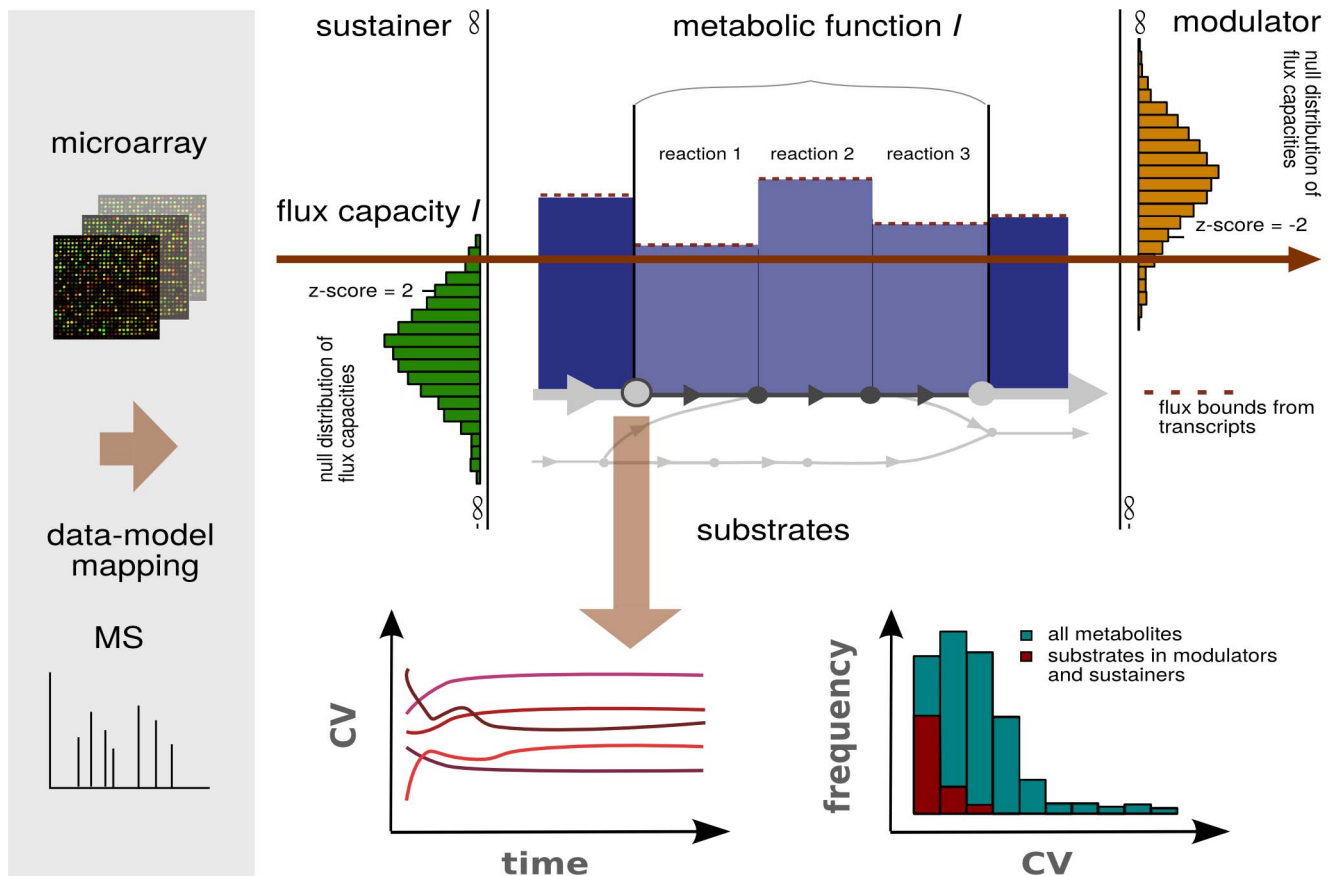 sustainer
∞
metabolic function I
∞
modulator
null distribution of
flux capacities
microarray
reaction 1
reaction 2
reaction 3
flux capacity I
z-score = -2
z-score = 2
null distribution of
flux capacities
flux bounds from
transcripts
-∞
-∞
data-model
mapping
substrates
MS
all metabolites
substrates in modulators
and sustainers
CV
frequency
time
CV